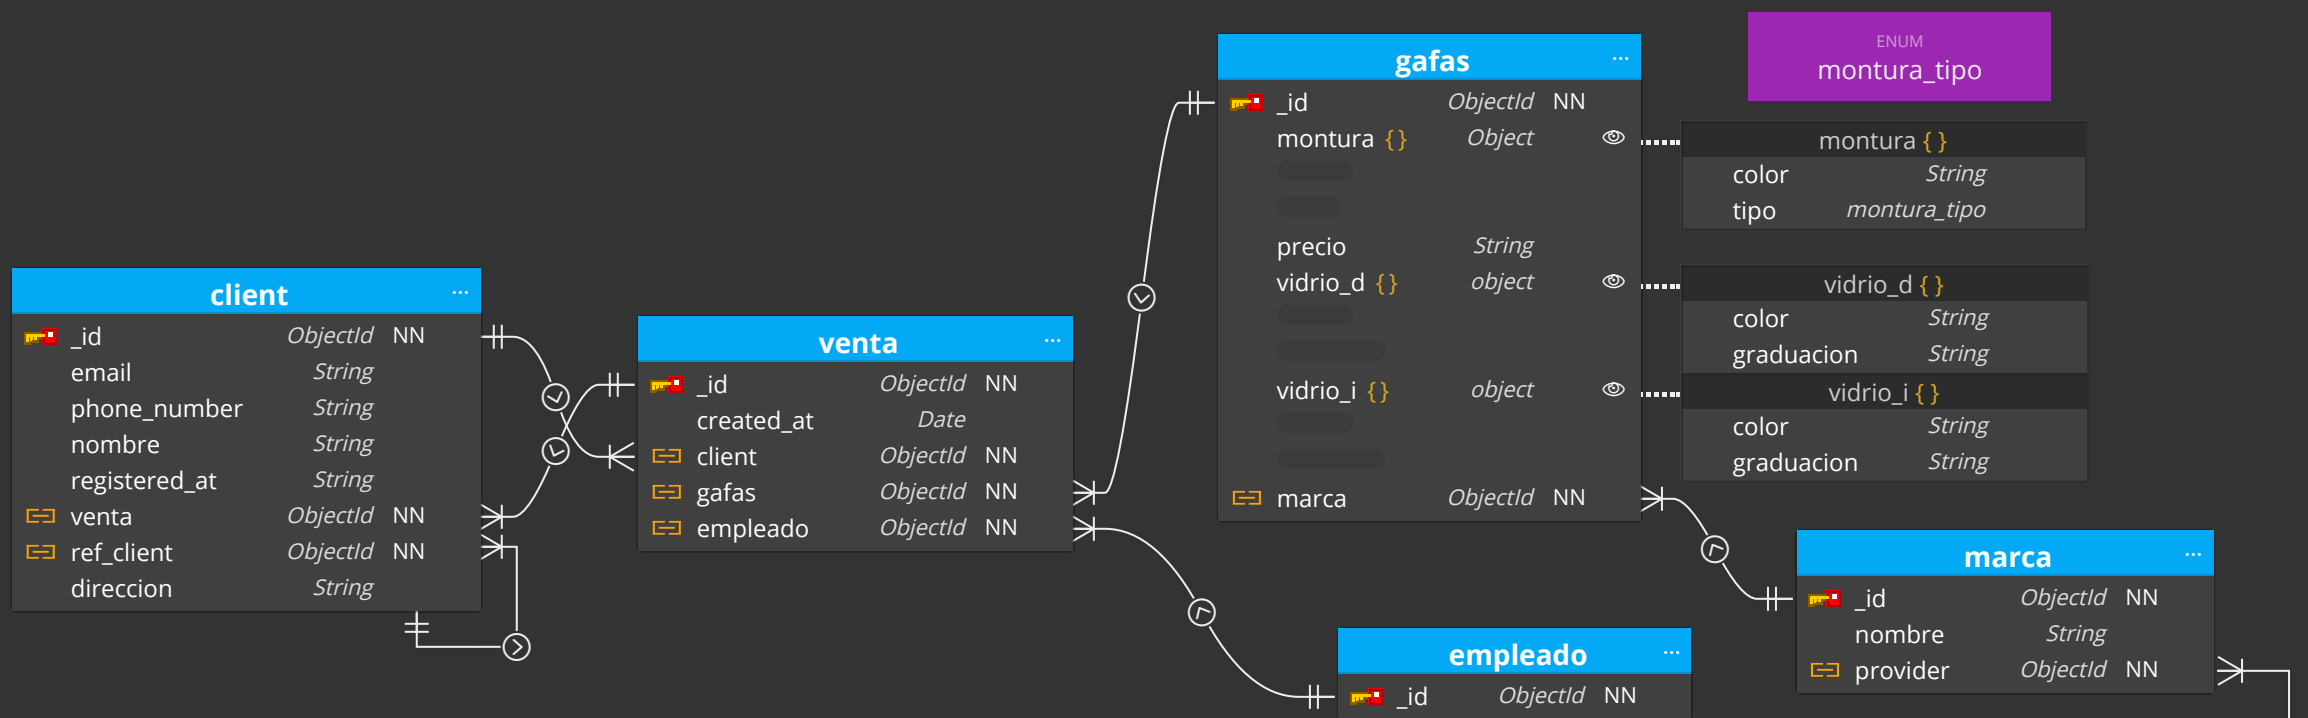 client ...
_id ObjectId NN
email String
phone_number String
nombre String
registered_at String
venta ObjectId NN
ref_client ObjectId NN
direccion String
venta ...
_id ObjectId NN
created_at Date
client ObjectId NN
gafas ObjectId NN
empleado ObjectId NN
gafas ...
_id ObjectId NN
montura { } Object
precio String
vidrio_d { } object
vidrio_i { } object
marca ObjectId NN
ENUM
montura_tipo
montura { }
color String
tipo montura_tipo
vidrio_d { }
color String
graduacion String
vidrio_i { }
color String
graduacion String
marca ...
_id ObjectId NN
nombre String
provider ObjectId NN
empleado ...
_id ObjectId NN